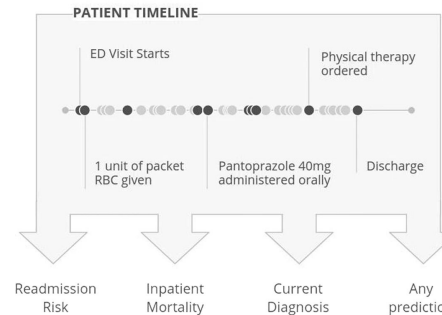 PATIENT TIMELINE
ED Visit Starts
Physical therapy
ordered
1 unit of packet
RBC given
Pantoprazole 40mg
administered orally
Discharge
Readmission
Risk
Inpatient
Mortality
Current
Diagnosis
Any
predictio